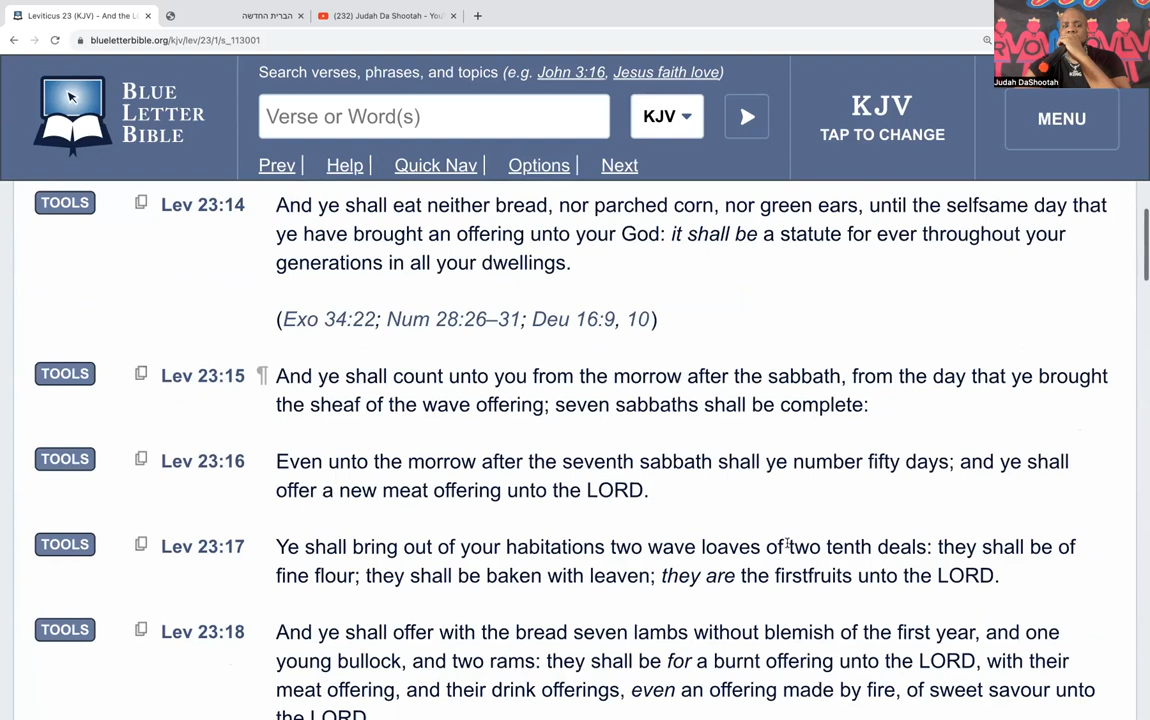 Leviticus 23 (KJV) - And the L
הברית החדשה
(232) Judah Da Shootah - You
blueletterbible.org/kjv/lev/23/1/s_113001
Judah DaShootah
BLUE
LETTER
BIBLE
Search verses, phrases, and topics (e.g. John 3:16, Jesus faith love)
Verse or Word(s)
KJV
Prev | Help | Quick Nav | Options | Next
KJV
TAP TO CHANGE
MENU
TOOLS Lev 23:14 And ye shall eat neither bread, nor parched corn, nor green ears, until the selfsame day that
ye have brought an offering unto your God: it shall be a statute for ever throughout your
generations in all your dwellings.
(Exo 34:22; Num 28:26–31; Deu 16:9, 10)
TOOLS Lev 23:15 ¶ And ye shall count unto you from the morrow after the sabbath, from the day that ye brought
the sheaf of the wave offering; seven sabbaths shall be complete:
TOOLS Lev 23:16 Even unto the morrow after the seventh sabbath shall ye number fifty days; and ye shall
offer a new meat offering unto the LORD.
TOOLS Lev 23:17 Ye shall bring out of your habitations two wave loaves of two tenth deals: they shall be of
fine flour; they shall be baken with leaven; they are the firstfruits unto the LORD.
TOOLS Lev 23:18 And ye shall offer with the bread seven lambs without blemish of the first year, and one
young bullock, and two rams: they shall be for a burnt offering unto the LORD, with their
meat offering, and their drink offerings, even an offering made by fire, of sweet savour unto
the LORD